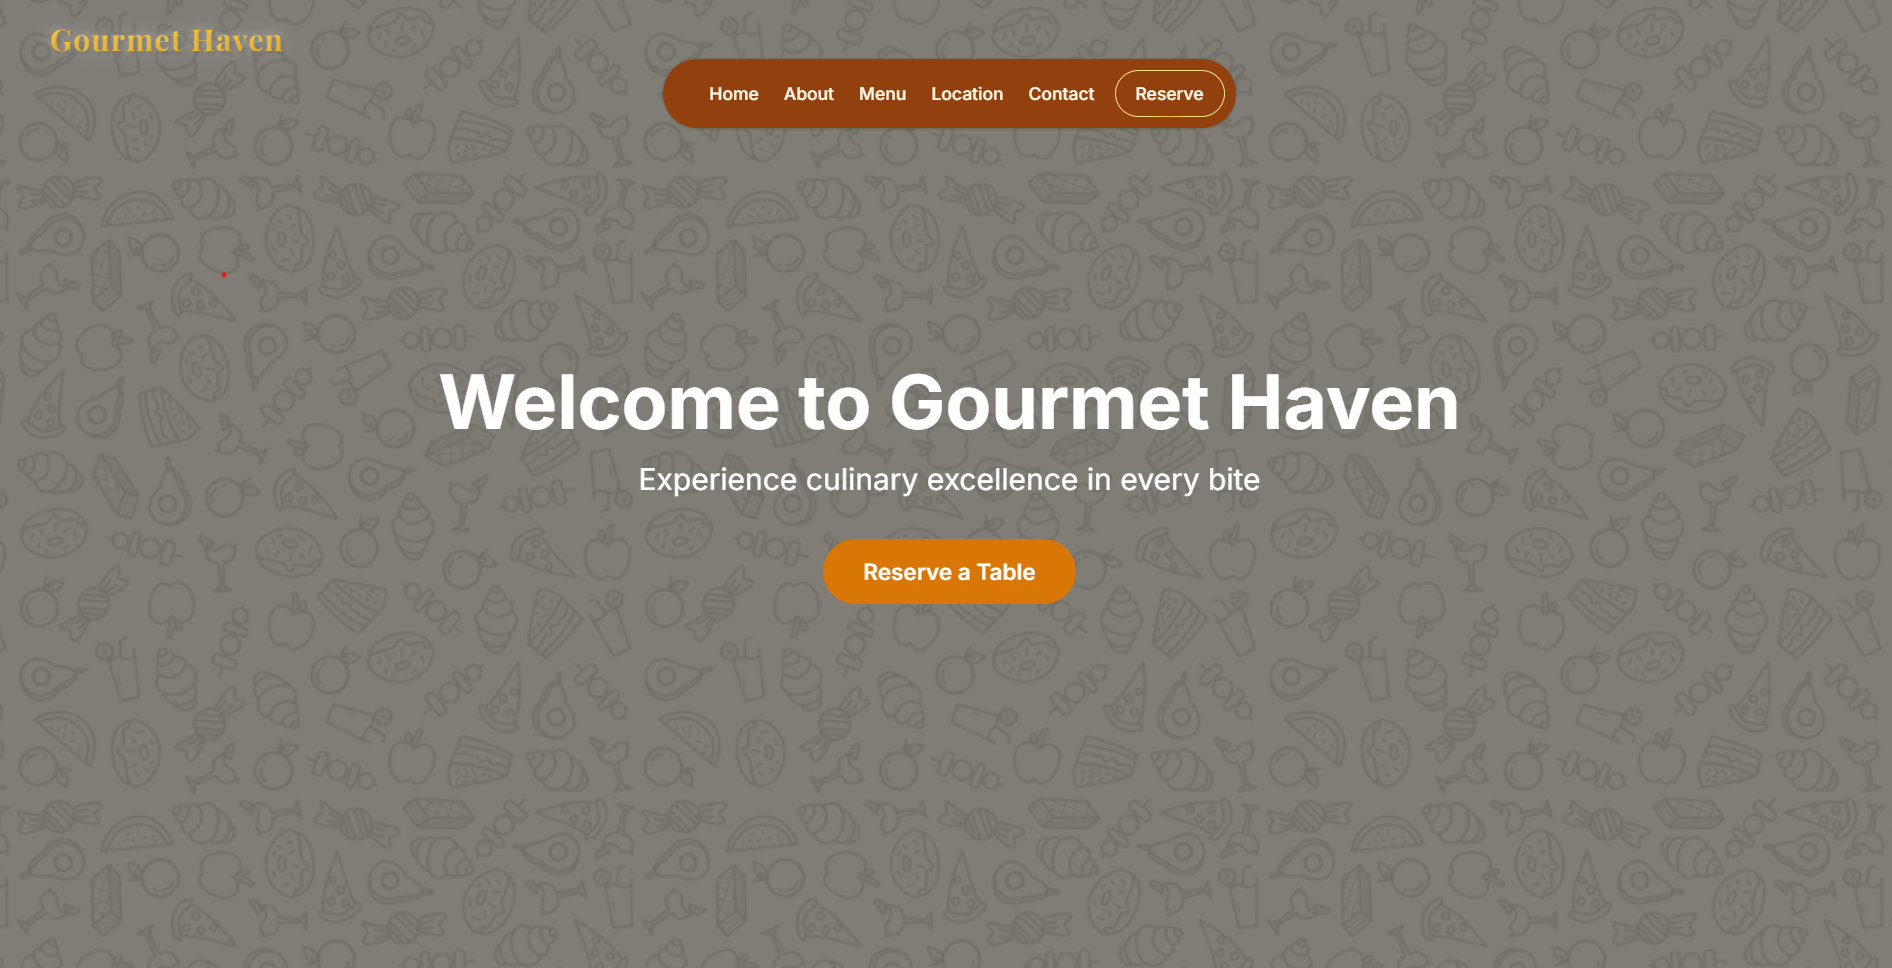 Gourmet Haven
Home About Menu Location Contact Reserve
Welcome to Gourmet Haven
Experience culinary excellence in every bite
Reserve a Table